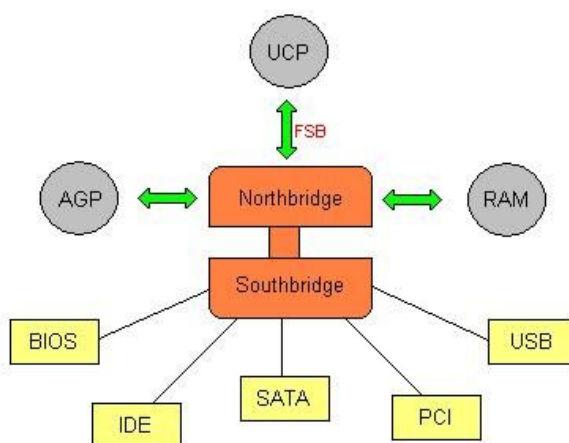 UCP
FSB
AGP
Northbridge
RAM
Southbridge
BIOS
USB
IDE
SATA
PCI